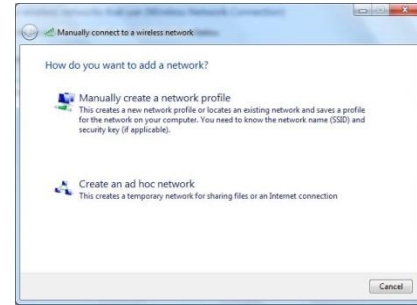 Manually connect to a wireless network
How do you want to add a network?
Manually create a network profile
This creates a new network profile or locates an existing network and saves a profile
for the network on your computer. You need to know the network name (SSID) and
security key (if applicable).
Create an ad hoc network
This creates a temporary network for sharing files or an Internet connection
Cancel